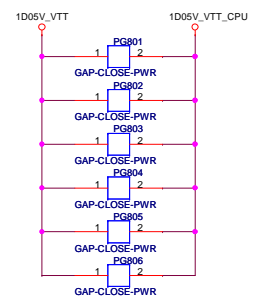 1D05V_VTT 1D05V_VTT_CPU
PG801
1 2
GAP-CLOSE-PWR
PG802
1 2
GAP-CLOSE-PWR
PG803
1 2
GAP-CLOSE-PWR
PG804
1 2
GAP-CLOSE-PWR
PG805
1 2
GAP-CLOSE-PWR
PG806
1 2
GAP-CLOSE-PWR